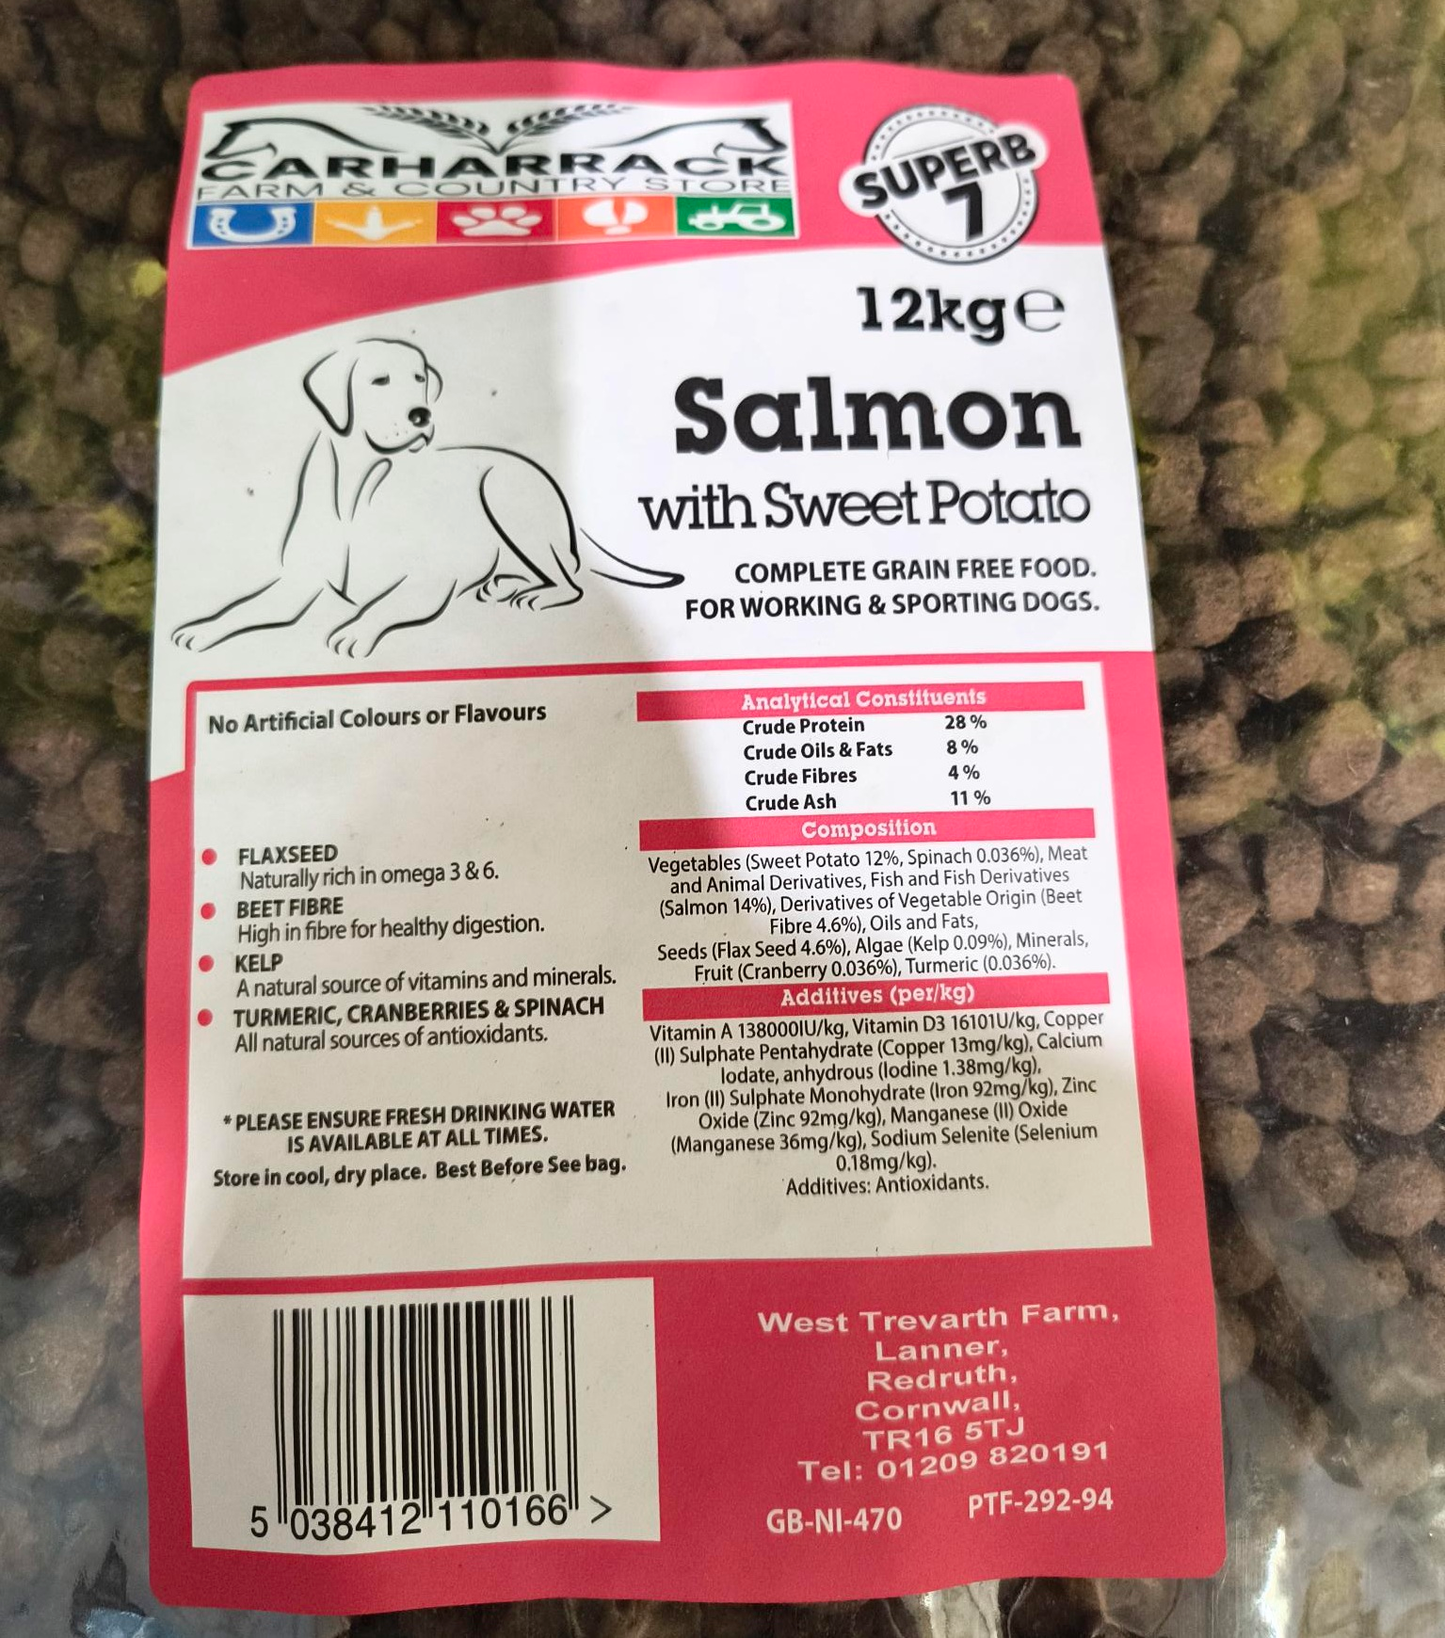 CARHARRACK
FARM & COUNTRY STORE
SUPERB
7
12kg e
Salmon
with Sweet Potato
COMPLETE GRAIN FREE FOOD.
FOR WORKING & SPORTING DOGS.
No Artificial Colours or Flavours
• FLAXSEED
Naturally rich in omega 3 & 6.
• BEET FIBRE
High in fibre for healthy digestion.
• KELP
A natural source of vitamins and minerals.
• TURMERIC, CRANBERRIES & SPINACH
All natural sources of antioxidants.
* PLEASE ENSURE FRESH DRINKING WATER
IS AVAILABLE AT ALL TIMES.
Store in cool, dry place. Best Before See bag.
Analytical Constituents
Crude Protein 28 %
Crude Oils & Fats 8 %
Crude Fibres 4 %
Crude Ash 11 %
Composition
Vegetables (Sweet Potato 12%, Spinach 0.036%), Meat
and Animal Derivatives, Fish and Fish Derivatives
(Salmon 14%), Derivatives of Vegetable Origin (Beet
Fibre 4.6%), Oils and Fats,
Seeds (Flax Seed 4.6%), Algae (Kelp 0.09%), Minerals,
Fruit (Cranberry 0.036%), Turmeric (0.036%).
Additives (per/kg)
Vitamin A 13800OIU/kg, Vitamin D3 16101U/kg, Copper
(II) Sulphate Pentahydrate (Copper 13mg/kg), Calcium
Iodate, anhydrous (Iodine 1.38mg/kg),
Iron (II) Sulphate Monohydrate (Iron 92mg/kg), Zinc
Oxide (Zinc 92mg/kg), Manganese (II) Oxide
(Manganese 36mg/kg), Sodium Selenite (Selenium
0.18mg/kg).
Additives: Antioxidants.
5 038412 110166 >
West Trevarth Farm,
Lanner,
Redruth,
Cornwall,
TR16 5TJ
Tel: 01209 820191
GB-NI-470 PTF-292-94